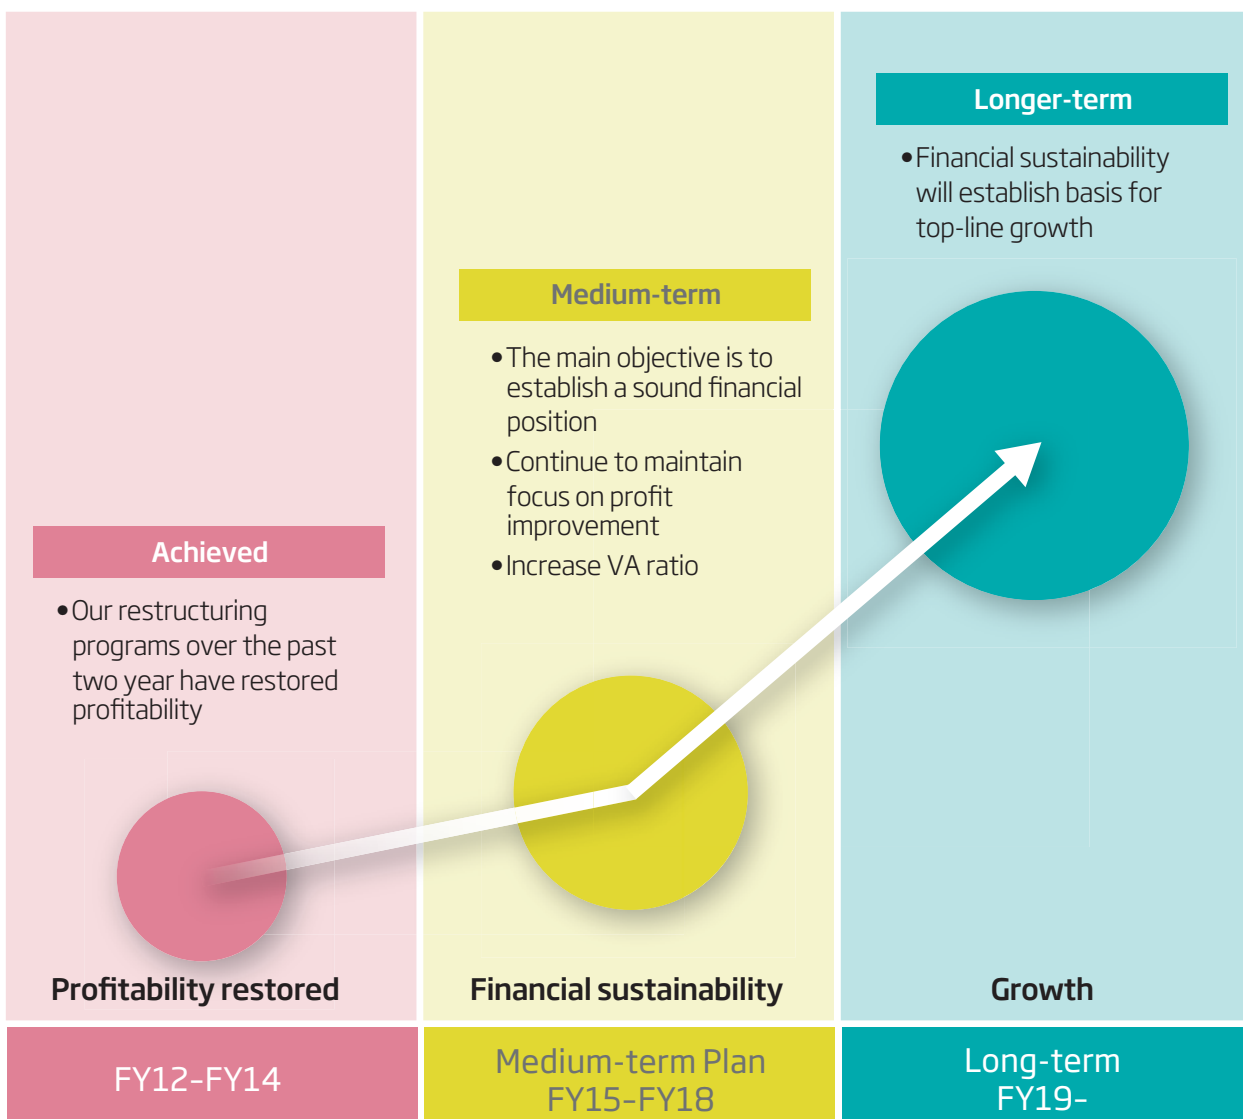 Achieved
•Our restructuring
programs over the past
two year have restored
profitability
Profitability restored
FY12–FY14
Medium-term
•The main objective is to
establish a sound financial
position
•Continue to maintain
focus on profit
improvement
•Increase VA ratio
Financial sustainability
Medium-term Plan
FY15–FY18
Longer-term
•Financial sustainability
will establish basis for
top-line growth
Growth
Long-term
FY19–